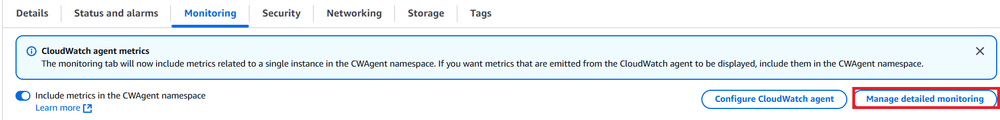 Details Status and alarms Monitoring Security Networking Storage Tags
CloudWatch agent metrics
The monitoring tab will now include metrics related to a single instance in the CWAgent namespace. If you want metrics that are emitted from the CloudWatch agent to be displayed, include them in the CWAgent namespace.
Include metrics in the CWAgent namespace
Learn more
Configure CloudWatch agent Manage detailed monitoring